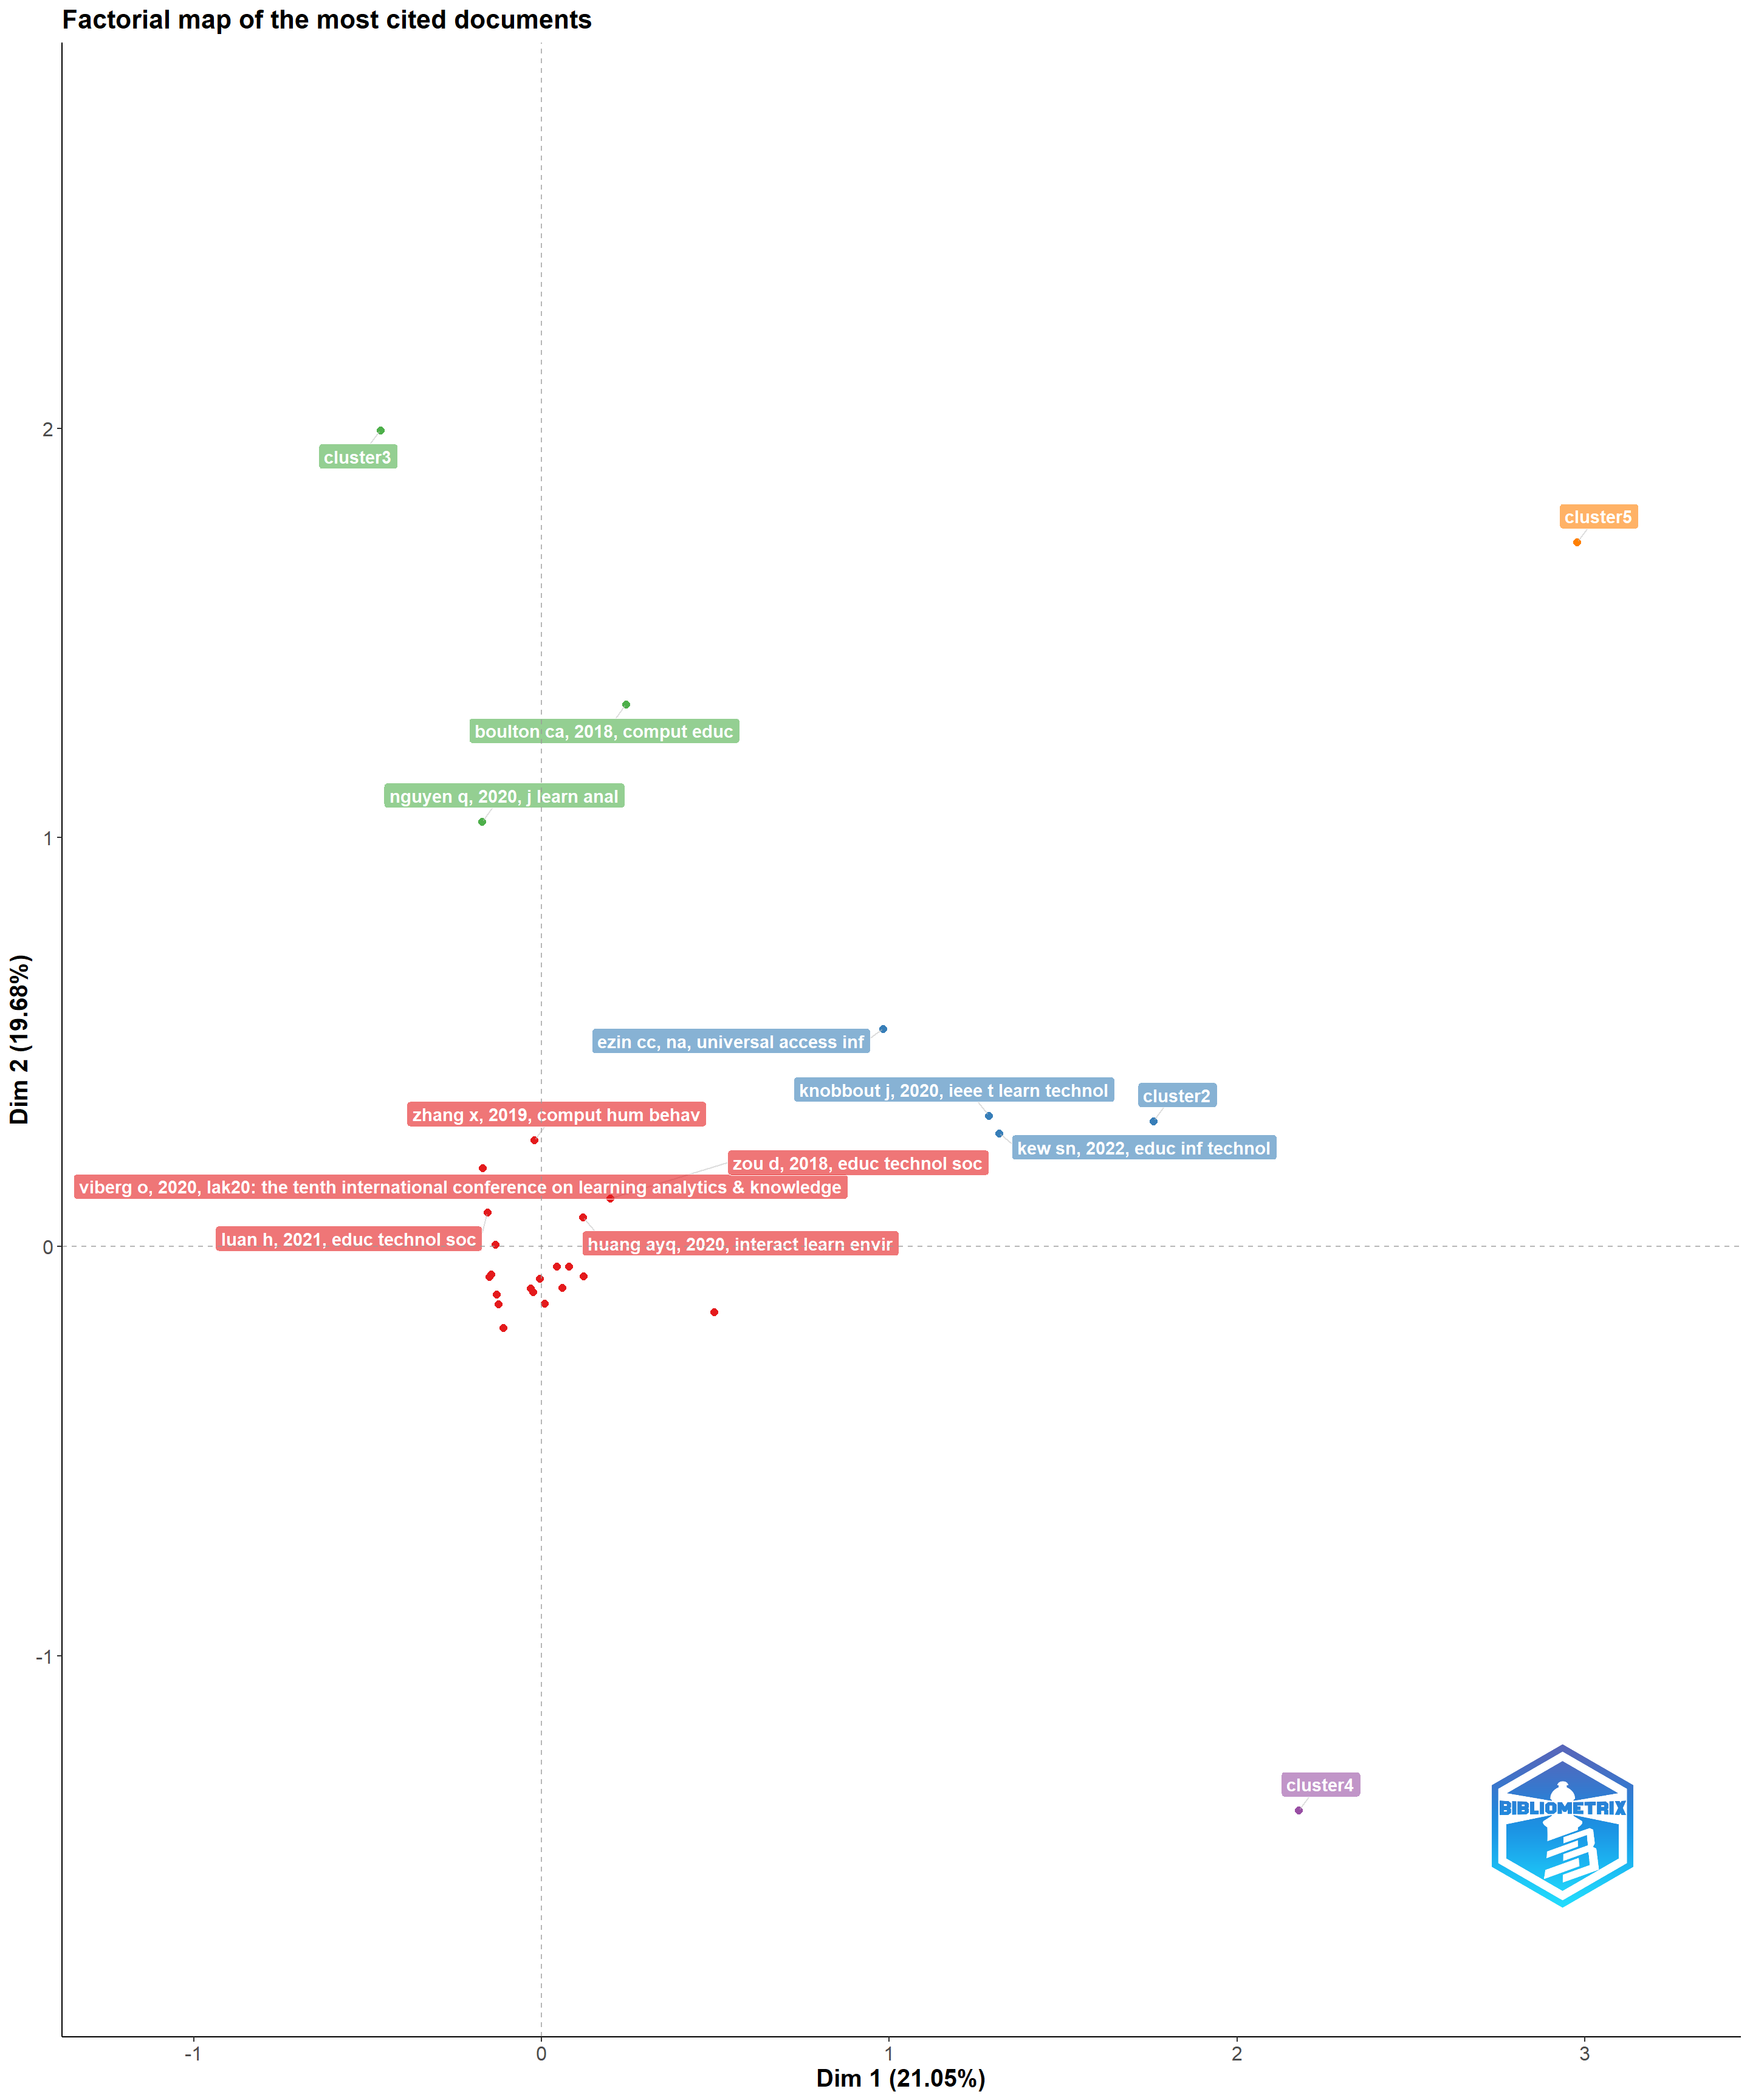 Factorial map of the most cited documents
2
cluster3
cluster5
boulton ca, 2018, comput educ
nguyen q, 2020, j learn anal
1
Dim 2 (19.68%)
ezin cc, na, universal access inf
knobbout j, 2020, ieee t learn technol
cluster2
zhang x, 2019, comput hum behav
kew sn, 2022, educ inf technol
zou d, 2018, educ technol soc
viberg o, 2020, lak20: the tenth international conference on learning analytics & knowledge
luan h, 2021, educ technol soc
huang ayq, 2020, interact learn envir
0
-1
cluster4
BIBLIOMETRIX
-1
0
1
2
3
Dim 1 (21.05%)